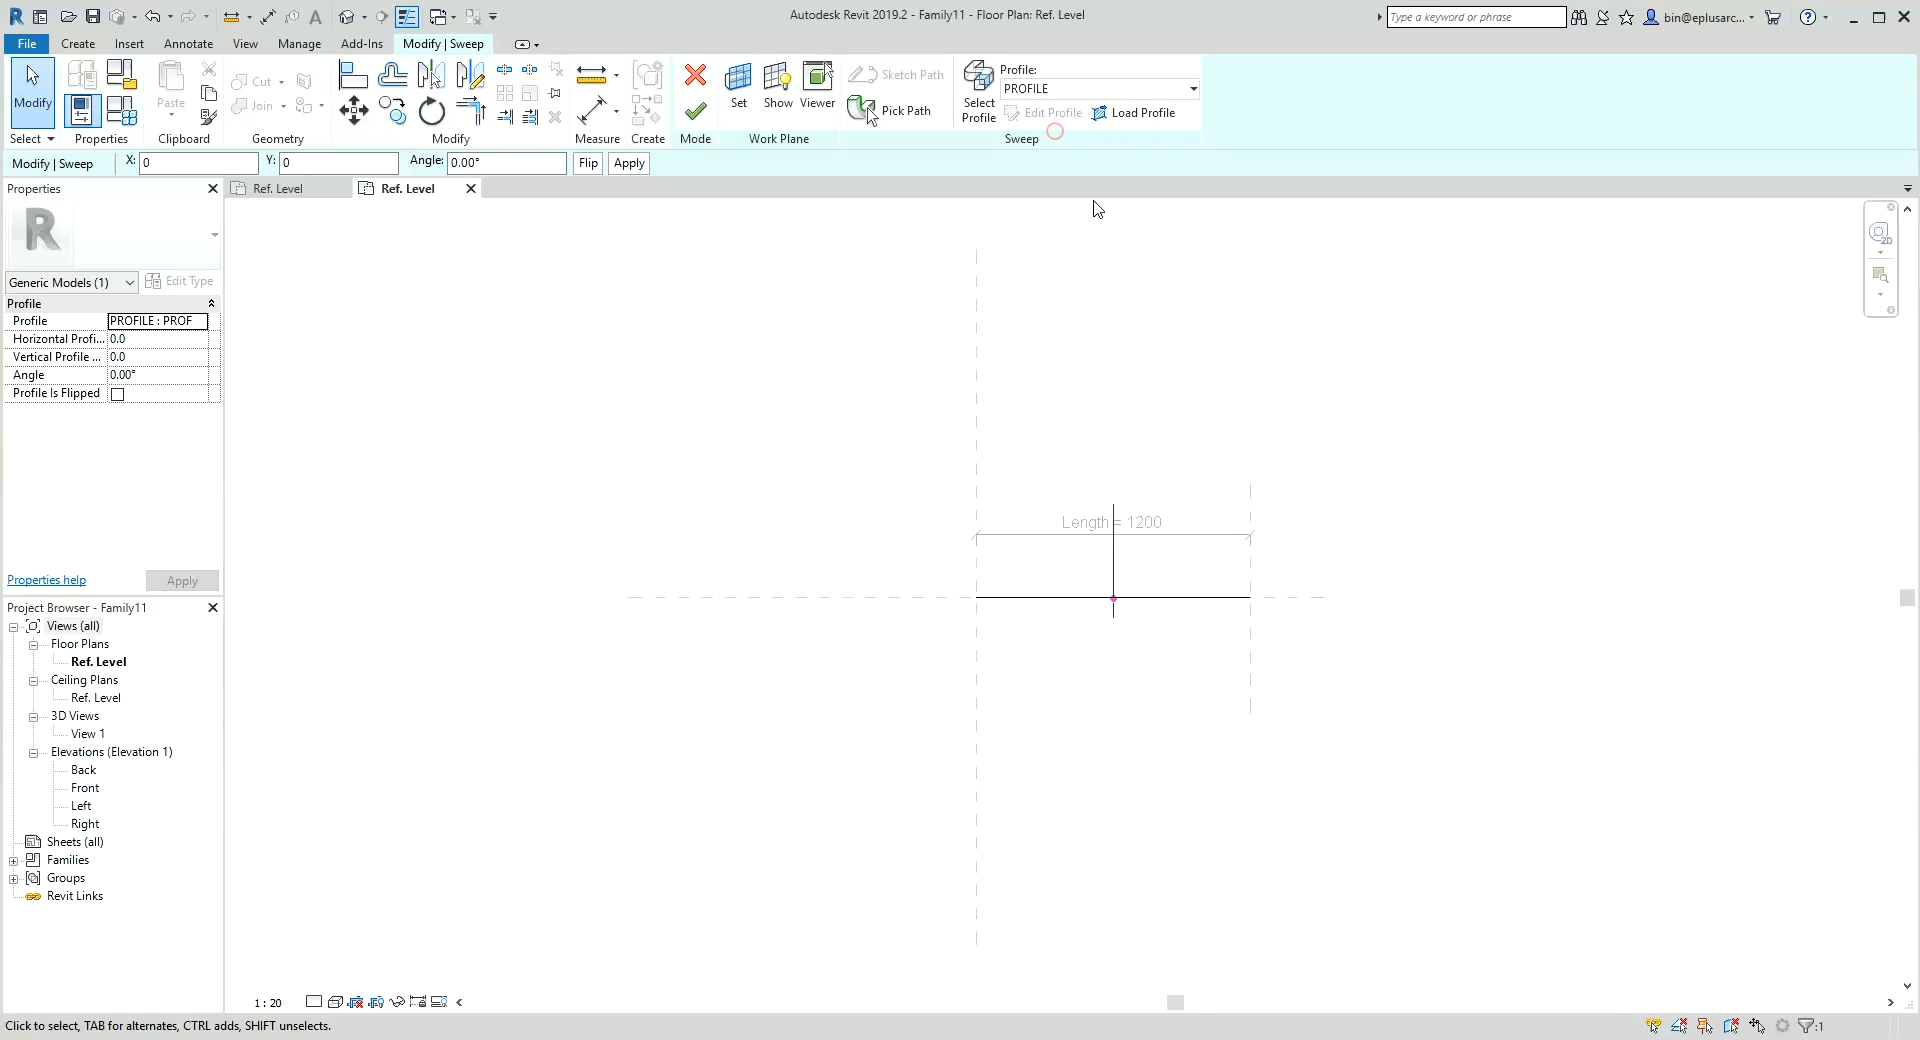 Autodesk Revit 2019.2 - Family11 - Floor Plan: Ref. Level
Type a keyword or phrase
bin@eplusarc...
File
Create
Insert
Annotate
View
Manage
Add-Ins
Modify | Sweep
Modify
Select
Properties
Paste
Clipboard
Cut
Join
Geometry
Modify
Measure
Create
Mode
Set
Show
Viewer
Work Plane
Sketch Path
Pick Path
Select Profile
Profile:
PROFILE
Edit Profile
Load Profile
Sweep
Modify | Sweep
X: 0
Y: 0
Angle: 0.00°
Flip
Apply
Properties
Ref. Level
Ref. Level
R
Generic Models (1)
Edit Type
Profile
Profile PROFILE : PROF
Horizontal Profi... 0.0
Vertical Profile ... 0.0
Angle 0.00°
Profile Is Flipped
Properties help
Apply
Length = 1200
Project Browser - Family11
Views (all)
Floor Plans
Ref. Level
Ceiling Plans
Ref. Level
3D Views
View 1
Elevations (Elevation 1)
Back
Front
Left
Right
Sheets (all)
Families
Groups
Revit Links
1 : 20
Click to select, TAB for alternates, CTRL adds, SHIFT unselects.
:1